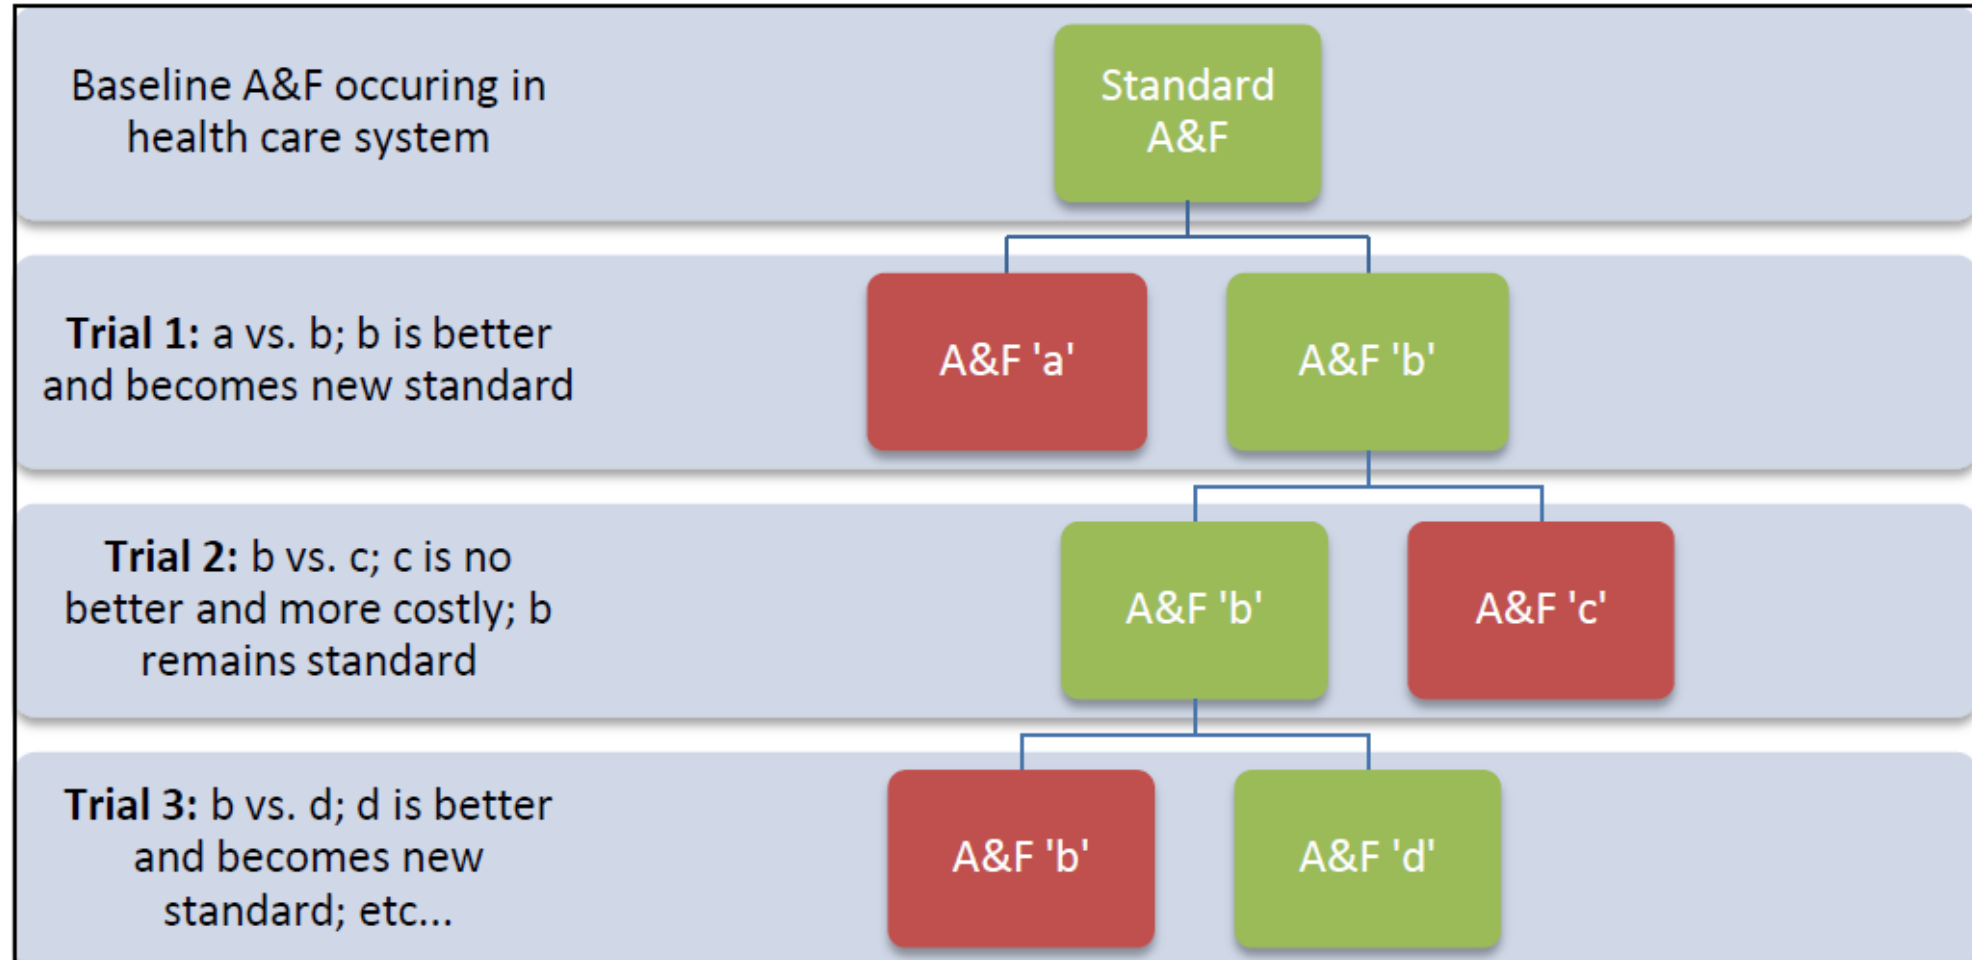 Baseline A&F occuring in
health care system
Standard
A&F
Trial 1: a vs. b; b is better
and becomes new standard
A&F 'a'
A&F 'b'
Trial 2: b vs. c; c is no
better and more costly; b
remains standard
A&F 'b'
A&F 'c'
Trial 3: b vs. d; d is better
and becomes new
standard; etc...
A&F 'b'
A&F 'd'